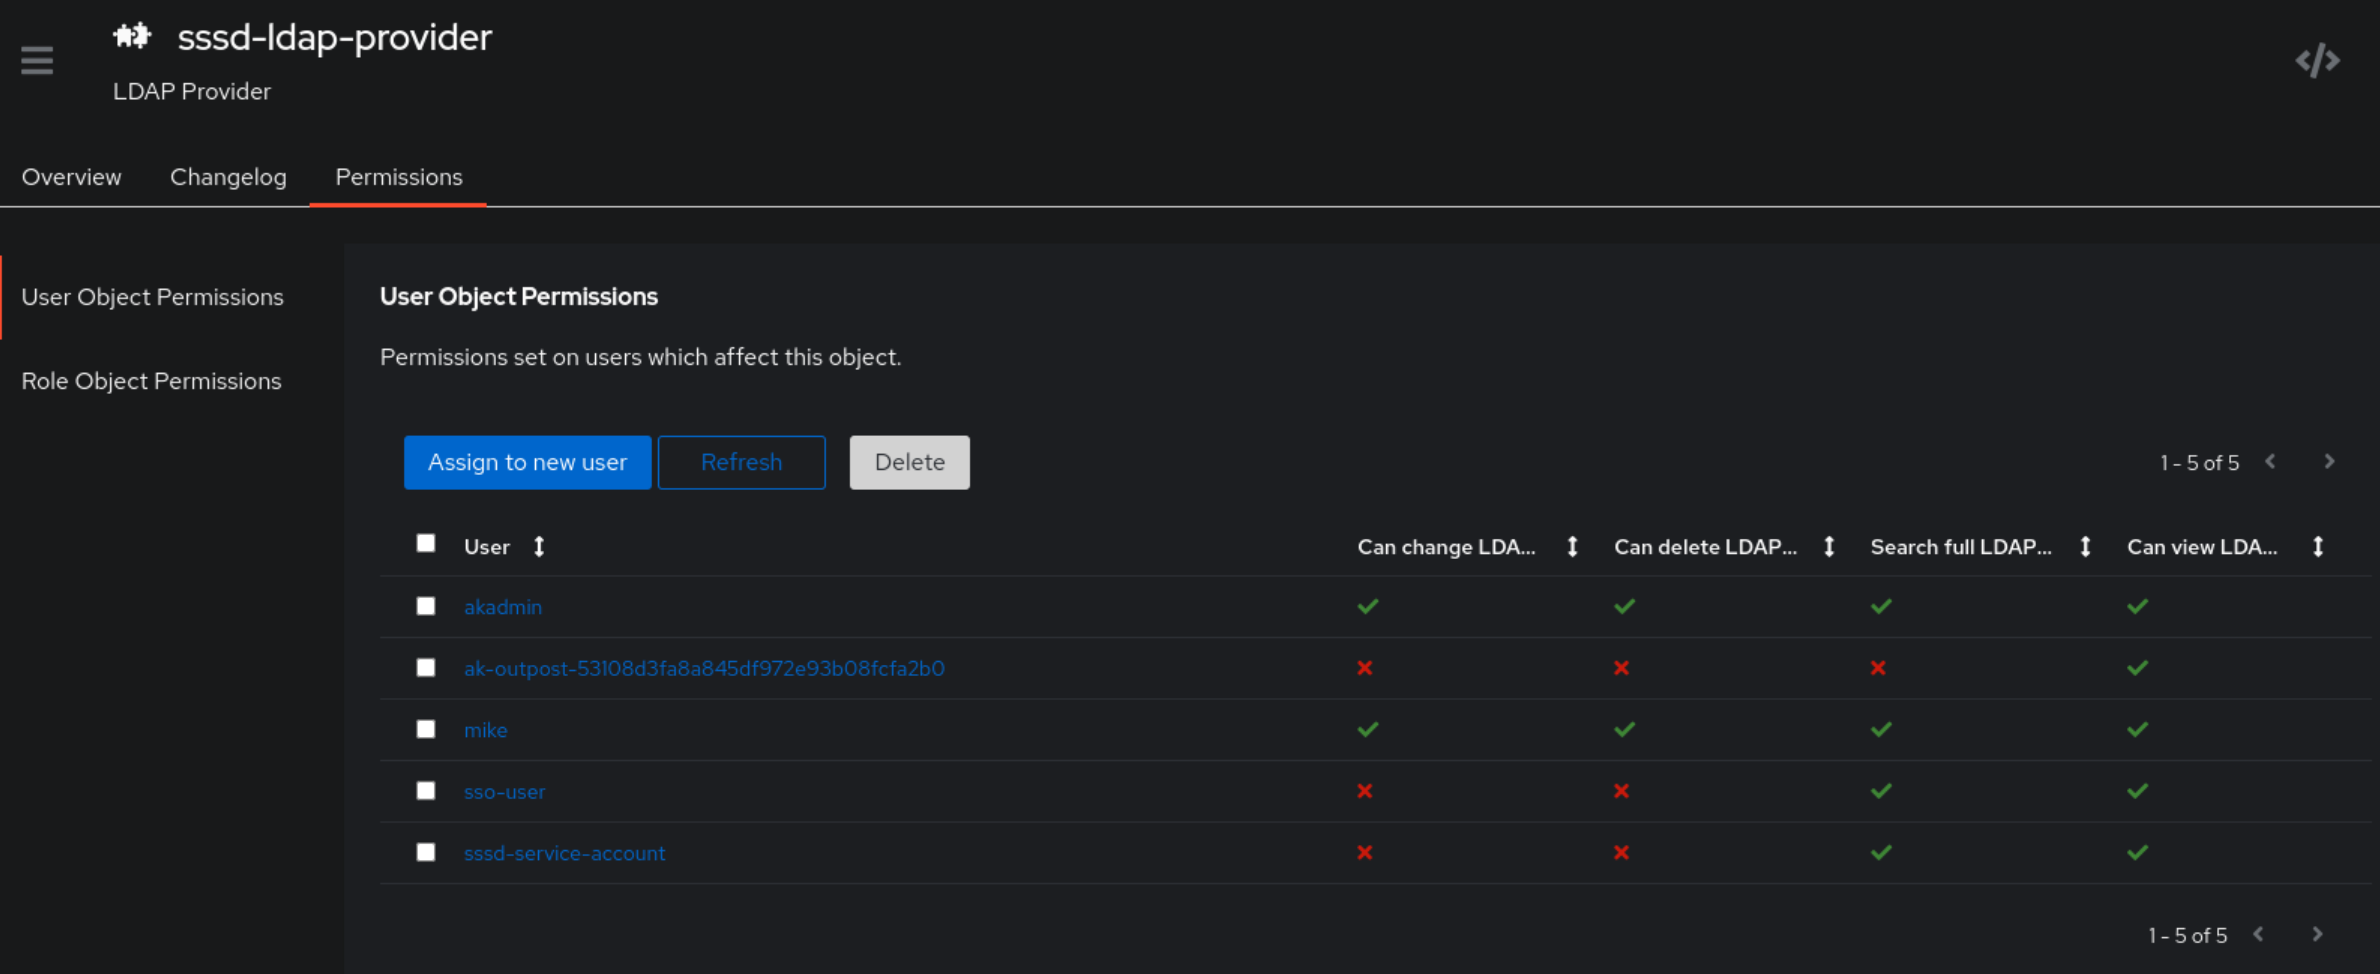 sssd-ldap-provider
LDAP Provider
Overview Changelog Permissions
User Object Permissions
Role Object Permissions
User Object Permissions
Permissions set on users which affect this object.
Assign to new user Refresh Delete 1 - 5 of 5
User Can change LDA... Can delete LDAP... Search full LDAP... Can view LDA...
akadmin
ak-outpost-53108d3fa8a845df972e93b08fcfa2b0
mike
sso-user
sssd-service-account
1 - 5 of 5